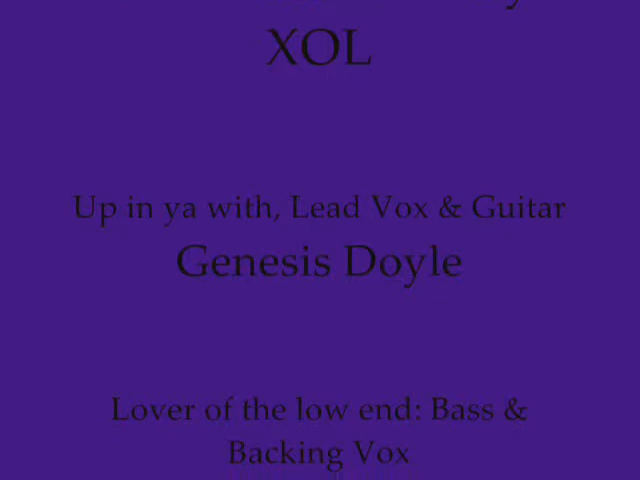 XOL
Up in ya with, Lead Vox & Guitar
Genesis Doyle
Lover of the low end: Bass &
Backing Vox